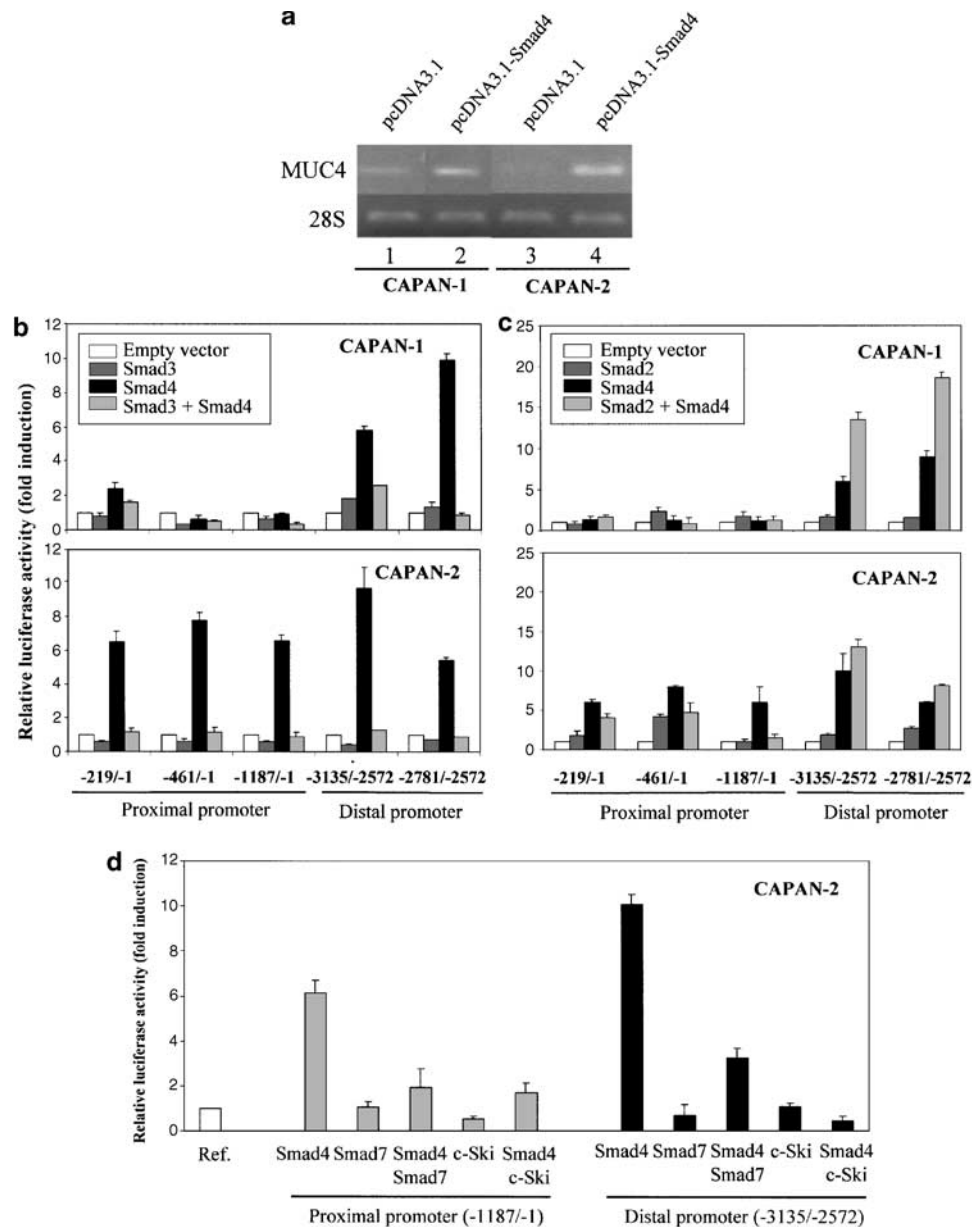 a
pcDNA3.1
pcDNA3.1-Smad4
pcDNA3.1
pcDNA3.1-Smad4
MUC4
28S
1 2 3 4
CAPAN-1 CAPAN-2
b
Relative luciferase activity (fold induction)
12
10
8
6
4
2
0
Empty vector
Smad3
Smad4
Smad3 + Smad4
CAPAN-1
12
10
8
6
4
2
0
CAPAN-2
-219/-1 -461/-1 -1187/-1 -3135/-2572 -2781/-2572
Proximal promoter Distal promoter
c
25
20
15
10
5
0
Empty vector
Smad2
Smad4
Smad2 + Smad4
CAPAN-1
25
20
15
10
5
0
CAPAN-2
-219/-1 -461/-1 -1187/-1 -3135/-2572 -2781/-2572
Proximal promoter Distal promoter
d
Relative luciferase activity (fold induction)
12
10
8
6
4
2
0
CAPAN-2
Ref. Smad4 Smad7 Smad4 c-Ski Smad4 Smad4 Smad7 Smad4 c-Ski Smad4
Smad7 c-Ski Smad7 c-Ski
Proximal promoter (-1187/-1) Distal promoter (-3135/-2572)